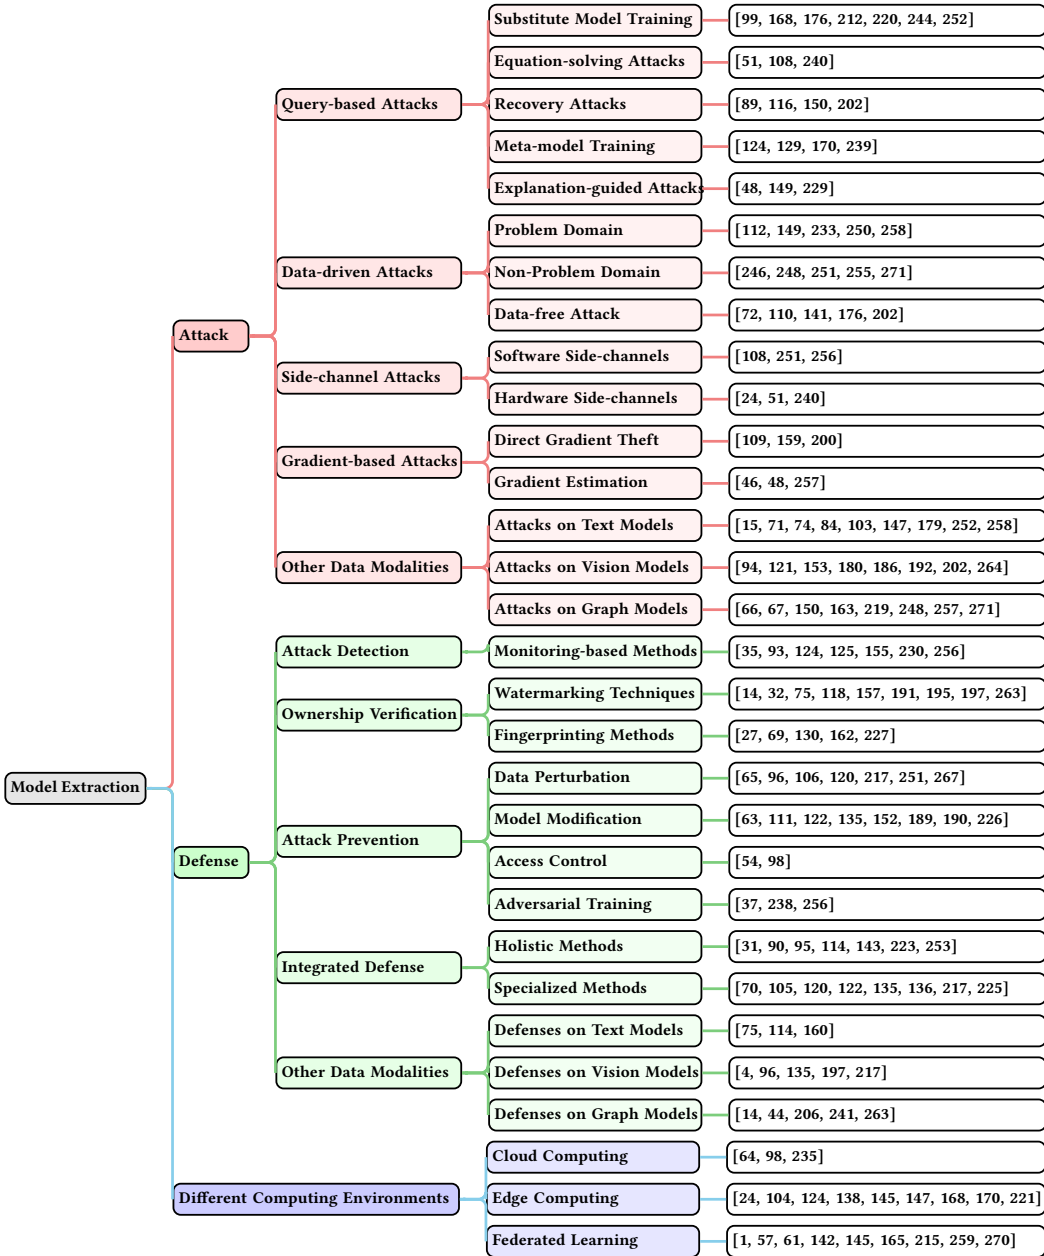 Model Extraction
Attack
Query-based Attacks
Substitute Model Training
[99, 168, 176, 212, 220, 244, 252]
Equation-solving Attacks
[51, 108, 240]
Recovery Attacks
[89, 116, 150, 202]
Meta-model Training
[124, 129, 170, 239]
Explanation-guided Attacks
[48, 149, 229]
Data-driven Attacks
Problem Domain
[112, 149, 233, 250, 258]
Non-Problem Domain
[246, 248, 251, 255, 271]
Data-free Attack
[72, 110, 141, 176, 202]
Side-channel Attacks
Software Side-channels
[108, 251, 256]
Hardware Side-channels
[24, 51, 240]
Gradient-based Attacks
Direct Gradient Theft
[109, 159, 200]
Gradient Estimation
[46, 48, 257]
Other Data Modalities
Attacks on Text Models
[15, 71, 74, 84, 103, 147, 179, 252, 258]
Attacks on Vision Models
[94, 121, 153, 180, 186, 192, 202, 264]
Attacks on Graph Models
[66, 67, 150, 163, 219, 248, 257, 271]
Defense
Attack Detection
Monitoring-based Methods
[35, 93, 124, 125, 155, 230, 256]
Ownership Verification
Watermarking Techniques
[14, 32, 75, 118, 157, 191, 195, 197, 263]
Fingerprinting Methods
[27, 69, 130, 162, 227]
Attack Prevention
Data Perturbation
[65, 96, 106, 120, 217, 251, 267]
Model Modification
[63, 111, 122, 135, 152, 189, 190, 226]
Access Control
[54, 98]
Adversarial Training
[37, 238, 256]
Integrated Defense
Holistic Methods
[31, 90, 95, 114, 143, 223, 253]
Specialized Methods
[70, 105, 120, 122, 135, 136, 217, 225]
Other Data Modalities
Defenses on Text Models
[75, 114, 160]
Defenses on Vision Models
[4, 96, 135, 197, 217]
Defenses on Graph Models
[14, 44, 206, 241, 263]
Different Computing Environments
Cloud Computing
[64, 98, 235]
Edge Computing
[24, 104, 124, 138, 145, 147, 168, 170, 221]
Federated Learning
[1, 57, 61, 142, 145, 165, 215, 259, 270]